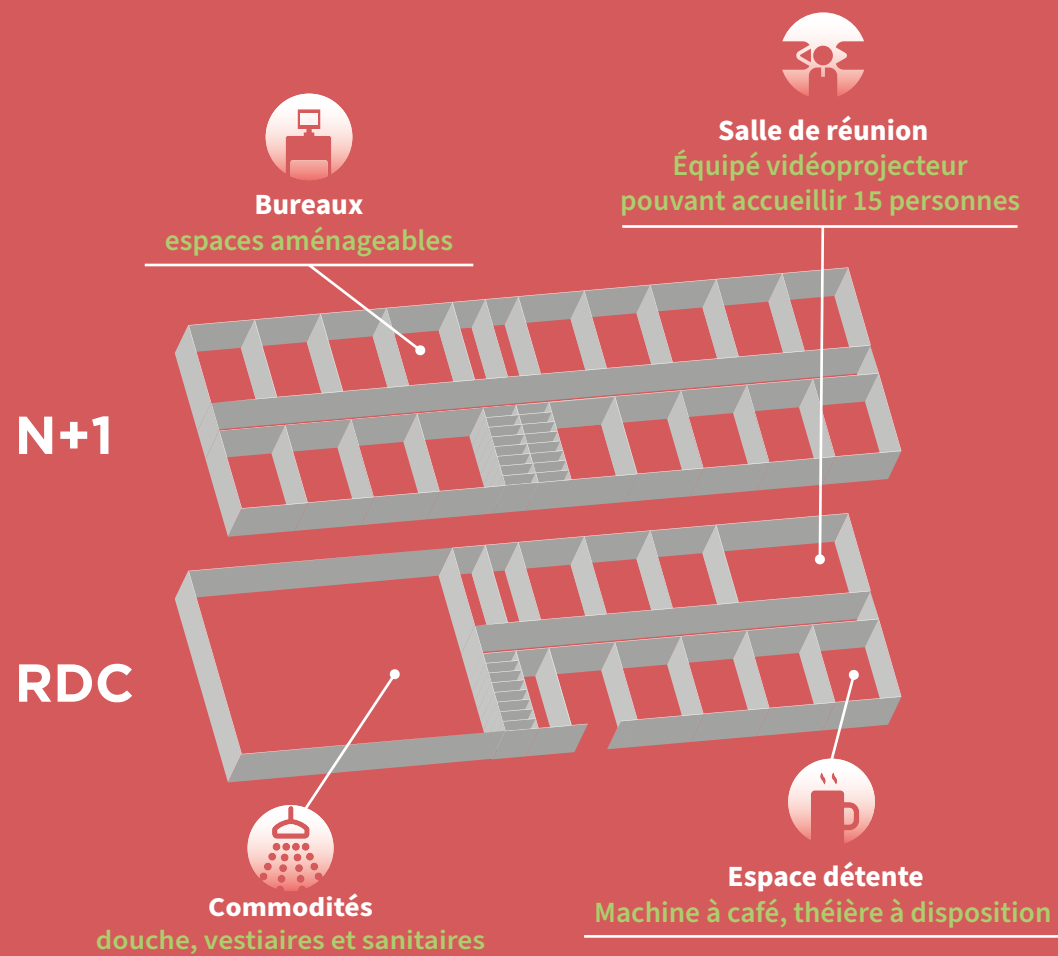 Salle de réunion
Équipé vidéoprojecteur
pouvant accueillir 15 personnes
Bureaux
espaces aménageables
N+1
RDC
Commodités
douche, vestiaires et sanitaires
Espace détente
Machine à café, théière à disposition